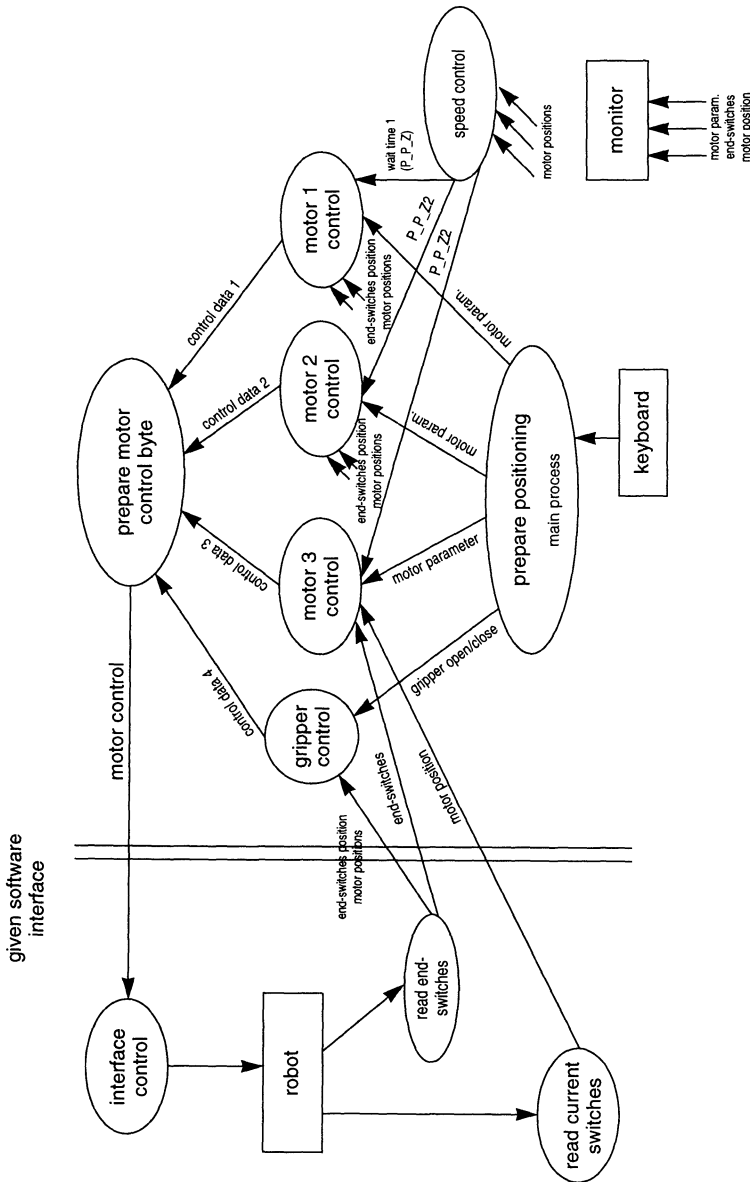 given software
interface
interface
control
motor control
prepare motor
control byte
robot
control data 4
control data 3
control data 2
control data 1
gripper
control
motor 3
control
motor 2
control
motor 1
control
wait time 1
(P_P_Z)
speed control
read end-
switches
end-switches position
motor positions
end-switches
end-switches position
motor positions
end-switches position
motor positions
P_P_Z2
P_P_Z2
motor positions
read current
switches
motor position
gripper open/close
motor parameter
motor param.
motor param.
prepare positioning
main process
keyboard
monitor
motor param.
end-switches
motor position